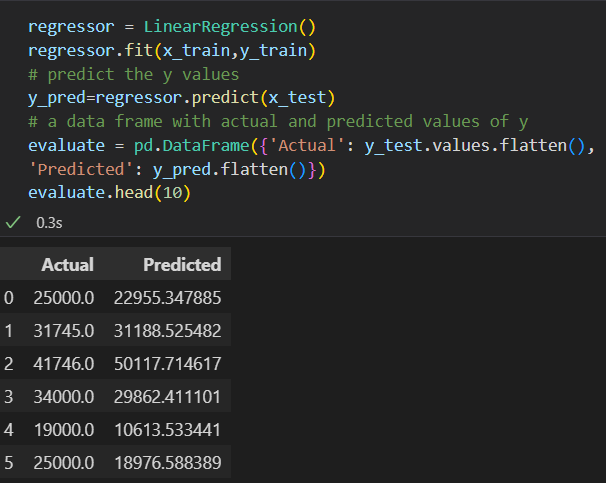 regressor = LinearRegression()
regressor.fit(x_train,y_train)
# predict the y values
y_pred=regressor.predict(x_test)
# a data frame with actual and predicted values of y
evaluate = pd.DataFrame({'Actual': y_test.values.flatten(),
'Predicted': y_pred.flatten()})
evaluate.head(10)
0.3s
Actual Predicted
0 25000.0 22955.347885
1 31745.0 31188.525482
2 41746.0 50117.714617
3 34000.0 29862.411101
4 19000.0 10613.533441
5 25000.0 18976.588389